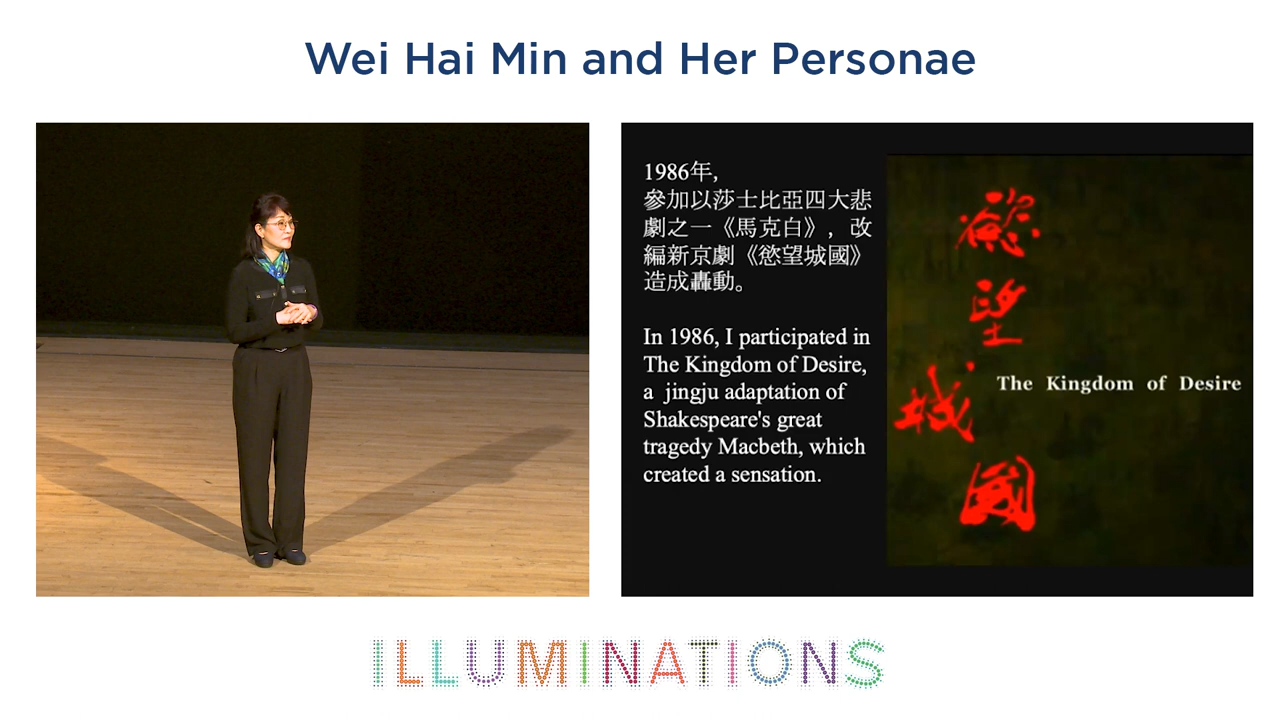 Wei Hai Min and Her Personae
1986年,
參加以莎士比亞四大悲
劇之一《馬克白》, 改
編新京劇《慾望城國》
造成轟動。
In 1986, I participated in
The Kingdom of Desire,
a jingju adaptation of
Shakespeare's great
tragedy Macbeth, which
created a sensation.
慾
望
城
國
The Kingdom of Desire
ILLUMINATIONS